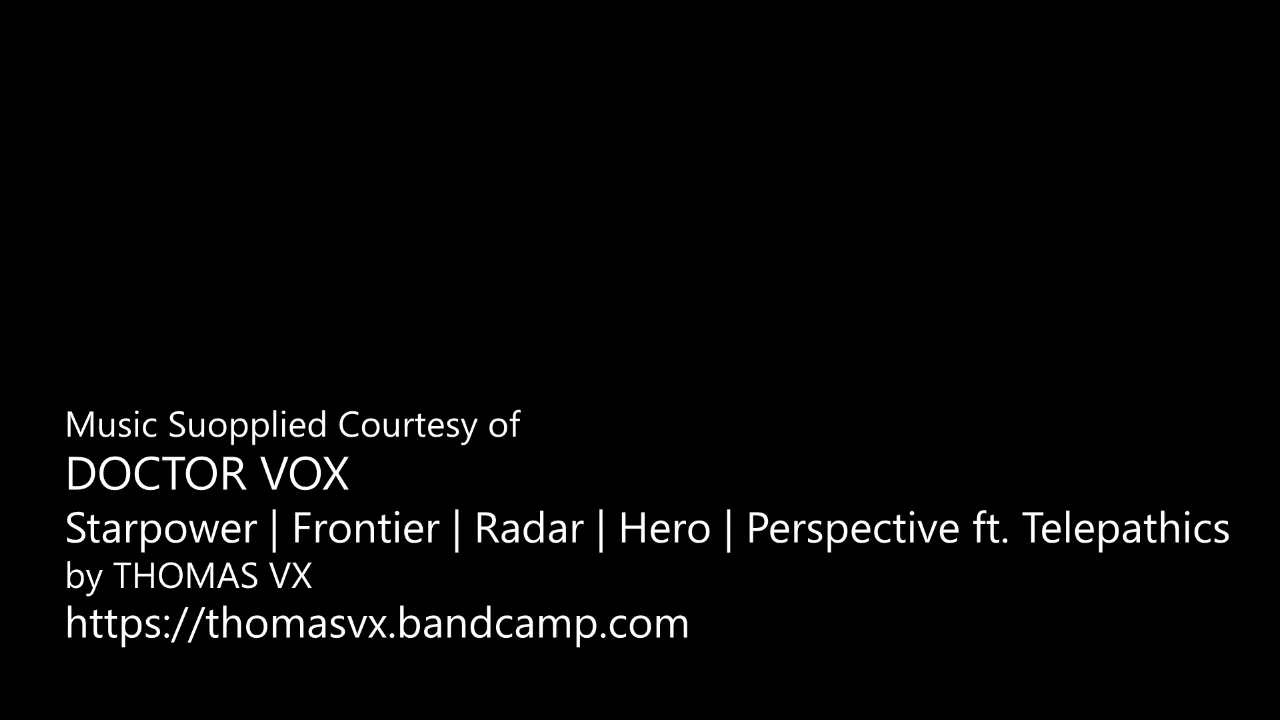 Music Suopplied Courtesy of
DOCTOR VOX
Starpower | Frontier | Radar | Hero | Perspective ft. Telepathics
by THOMAS VX
https://thomasvx.bandcamp.com